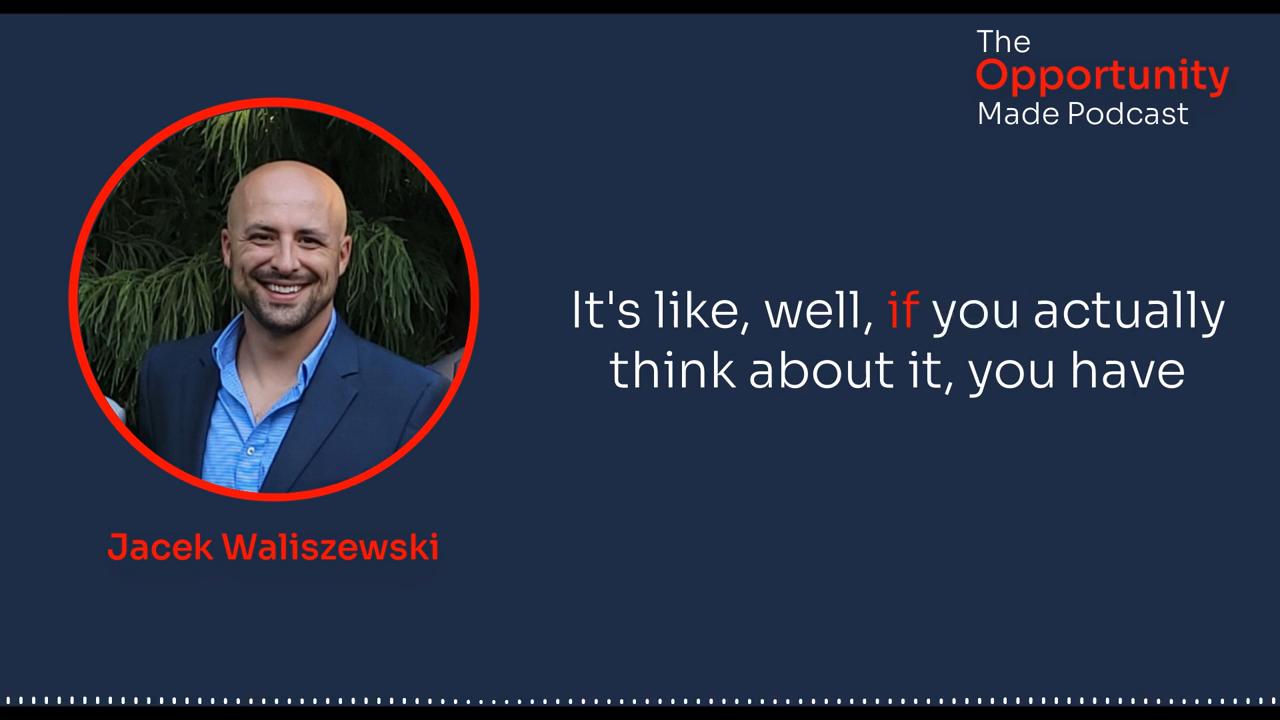 The
Opportunity
Made Podcast
It's like, well, if you actually
think about it, you have
Jacek Waliszewski